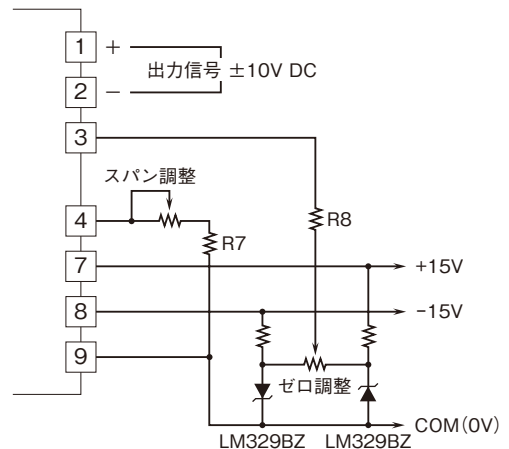 1 +
出力信号 ±10V DC
2 −
3
スパン調整
4
R7
R8
7
+15V
8
−15V
9
ゼロ調整
COM(0V)
LM329BZ LM329BZ